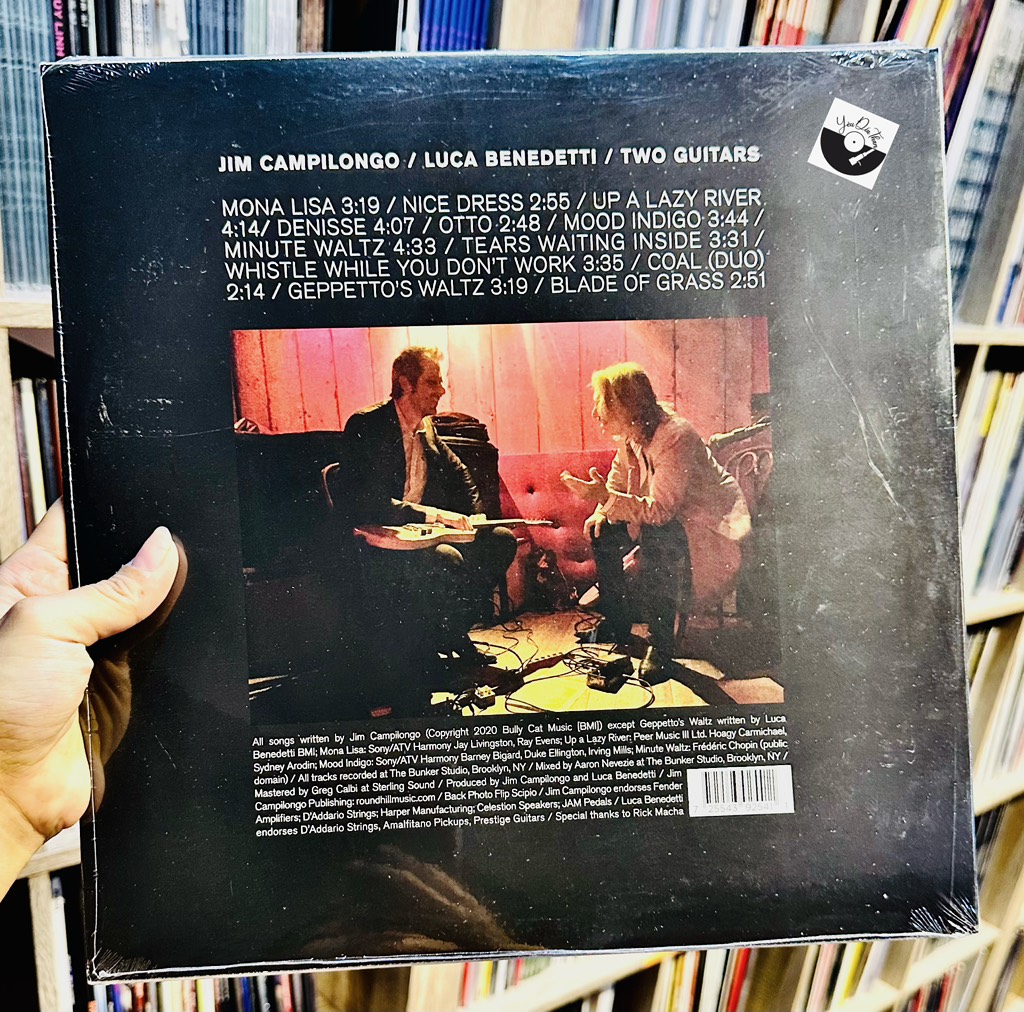 You Din Thun
JIM CAMPILONGO / LUCA BENEDETTI / TWO GUITARS
MONA LISA 3:19 / NICE DRESS 2:55 / UP A LAZY RIVER
4:14/ DENISSE 4:07 / OTTO 2:48 / MOOD INDIGO 3:44 /
MINUTE WALTZ 4:33 / TEARS WAITING INSIDE 3:31 /
WHISTLE WHILE YOU DON'T WORK 3:35 / COAL (DUO)
2:14 / GEPPETTO'S WALTZ 3:19 / BLADE OF GRASS 2:51
All songs written by Jim Campilongo (Copyright 2020 Bully Cat Music [BMI]) except Geppetto's Waltz written by Luca
Benedetti BMI; Mona Lisa: Sony/ATV Harmony Jay Livingston, Ray Evens; Up a Lazy River; Peer Music III Ltd. Hoagy Carmichael,
Sydney Arodin; Mood Indigo: Sony/ATV Harmony Barney Bigard, Duke Ellington, Irving Mills; Minute Waltz: Frédéric Chopin (public
domain) / All tracks recorded at The Bunker Studio, Brooklyn, NY / Mixed by Aaron Nevezie at The Bunker Studio, Brooklyn, NY /
Mastered by Greg Calbi at Sterling Sound / Produced by Jim Campilongo and Luca Benedetti / Jim
Campilongo Publishing: roundhillmusic.com / Back Photo Flip Scipio / Jim Campilongo endorses Fender
Amplifiers; D'Addario Strings; Harper Manufacturing; Celestion Speakers; JAM Pedals / Luca Benedetti
endorses D'Addario Strings, Amalfitano Pickups, Prestige Guitars / Special thanks to Rick Macha